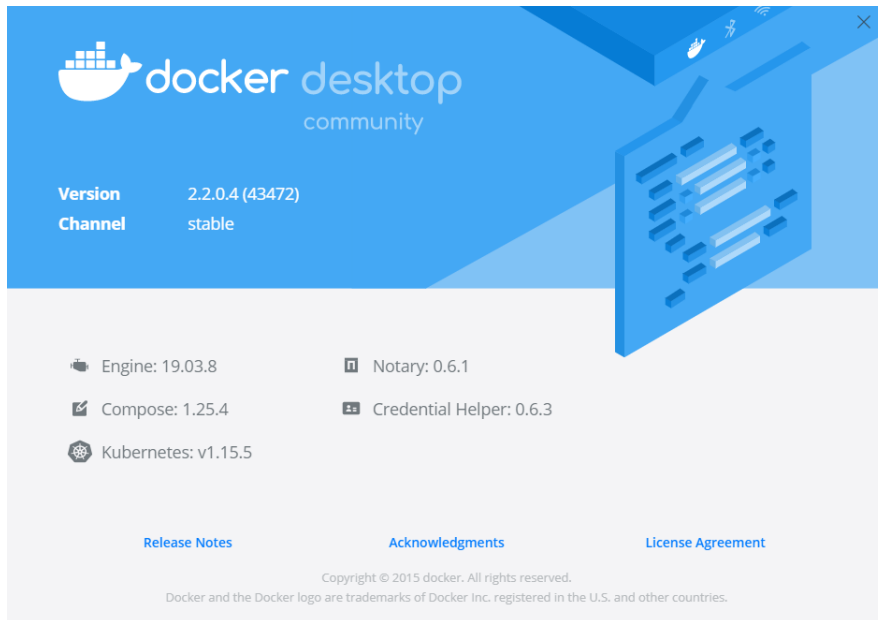 docker desktop
community
Version 2.2.0.4 (43472)
Channel stable
Engine: 19.03.8
Notary: 0.6.1
Compose: 1.25.4
Credential Helper: 0.6.3
Kubernetes: v1.15.5
Release Notes
Acknowledgments
License Agreement
Copyright © 2015 docker. All rights reserved.
Docker and the Docker logo are trademarks of Docker Inc. registered in the U.S. and other countries.